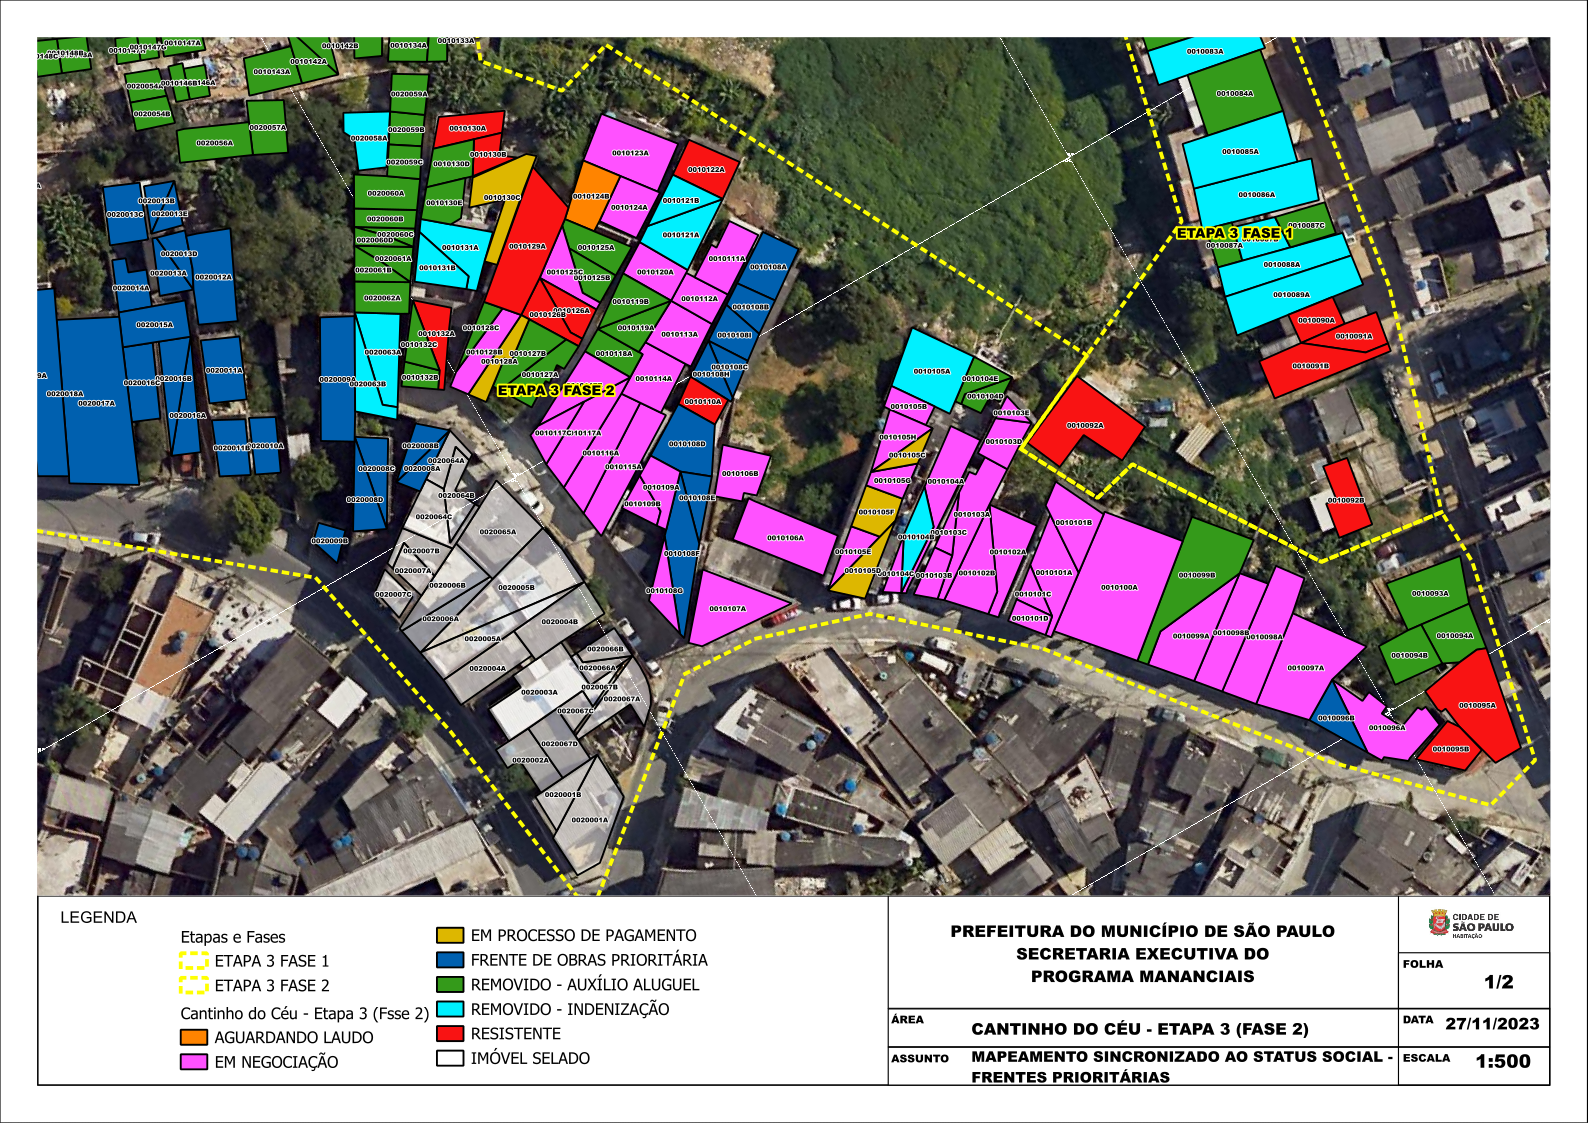 0010133A
0010134A
0010142B
0010147A
0010147G
0010148B
0010142A
0010143A
0010083A
0020054A
0010146B
0020054B
0020057A
0020056A
0020059A
0020059B
0020059C
0020058A
0010130A
0010130B
0010130D
0010130C
0010130E
0010123A
0010122A
0010124B
0010124A
0010121B
0010121A
0010084A
0010085A
0010086A
0010087C
ETAPA 3 FASE 1
0010087A
0010088A
0010089A
0010090A
0010091A
0010091B
0020013B
0020013C
0020013E
0020013D
0020013A
0020012A
0020014A
0020015A
0020060A
0020060B
0020060C
0020060D
0020061A
0020061B
0020062A
0010131A
0010131B
0010129A
0010125A
0010125C
0010125B
0010126A
0010126B
0010120A
0010111A
0010108A
0010119B
0010112A
0010108B
0010119A
0010113A
0010108I
0010118A
0010108C
0010108H
0010114A
0010132A
0010132C
0010132B
0010128C
0010128B
0010128A
0010127B
0010127A
ETAPA 3 FASE 2
0020063A
0020063B
0020009A
0020018A
0020017A
0020016C
0020016B
0020016A
0020011A
0020011B
0020010A
0010110A
0010108D
0010117C
0010116A
0010115A
0010109A
0010109B
0010108E
0010106B
0010106A
0010108F
0010108G
0010107A
0010105A
0010104E
0010104D
0010105B
0010103E
0010105H
0010103D
0010105C
0010105G
0010104A
0010105F
0010103A
0010104B
0010103C
0010105E
0010105D
0010104C
0010103B
0010102A
0010102B
0010101B
0010101A
0010101C
0010101D
0010092A
0010092B
0010100A
0010099B
0010099A
0010098B
0010098A
0010097A
0010096B
0010096A
0010093A
0010094A
0010094B
0010095A
0010095B
0020008B
0020008A
0020008C
0020008D
0020009B
0020064A
0020064B
0020064C
0020065A
0020007B
0020007A
0020007C
0020006B
0020006A
0020005B
0020005A
0020004B
0020004A
0020003A
0020066B
0020066A
0020067B
0020067A
0020067C
0020067D
0020002A
0020001B
0020001A
LEGENDA
Etapas e Fases
ETAPA 3 FASE 1
ETAPA 3 FASE 2
Cantinho do Céu - Etapa 3 (Fsse 2)
AGUARDANDO LAUDO
EM NEGOCIAÇÃO
EM PROCESSO DE PAGAMENTO
FRENTE DE OBRAS PRIORITÁRIA
REMOVIDO - AUXÍLIO ALUGUEL
REMOVIDO - INDENIZAÇÃO
RESISTENTE
IMÓVEL SELADO
PREFEITURA DO MUNICÍPIO DE SÃO PAULO
SECRETARIA EXECUTIVA DO
PROGRAMA MANANCIAIS
CIDADE DE
SÃO PAULO
HABITAÇÃO
FOLHA
1/2
ÁREA
CANTINHO DO CÉU - ETAPA 3 (FASE 2)
DATA
27/11/2023
ASSUNTO
MAPEAMENTO SINCRONIZADO AO STATUS SOCIAL -
FRENTES PRIORITÁRIAS
ESCALA
1:500